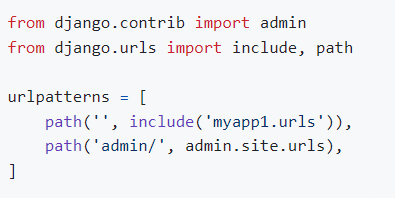 from django.contrib import admin
from django.urls import include, path

urlpatterns = [
    path('', include('myapp1.urls')),
    path('admin/', admin.site.urls),
]